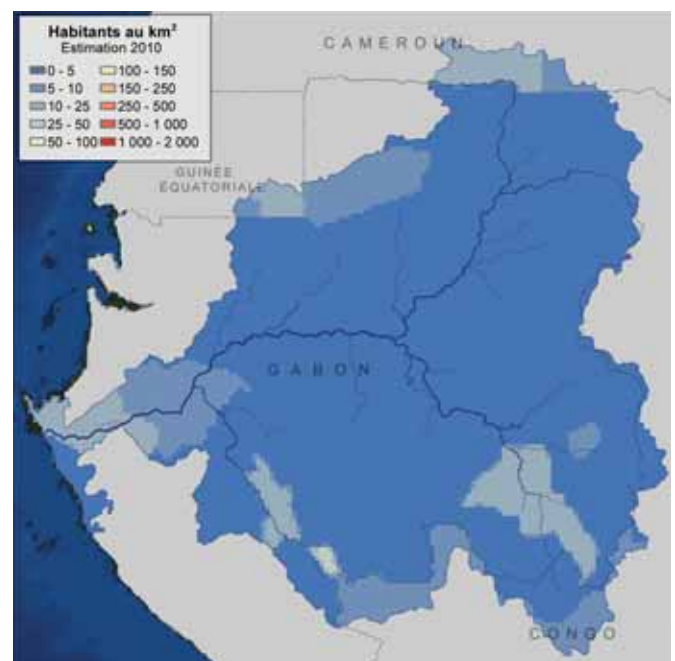 Habitants au km²
Estimation 2010
0 - 5
100 - 150
5 - 10
150 - 250
10 - 25
250 - 500
25 - 50
500 - 1 000
50 - 100
1 000 - 2 000
CAMEROUN
GUINÉE
ÉQUATORIALE
GABON
CONGO